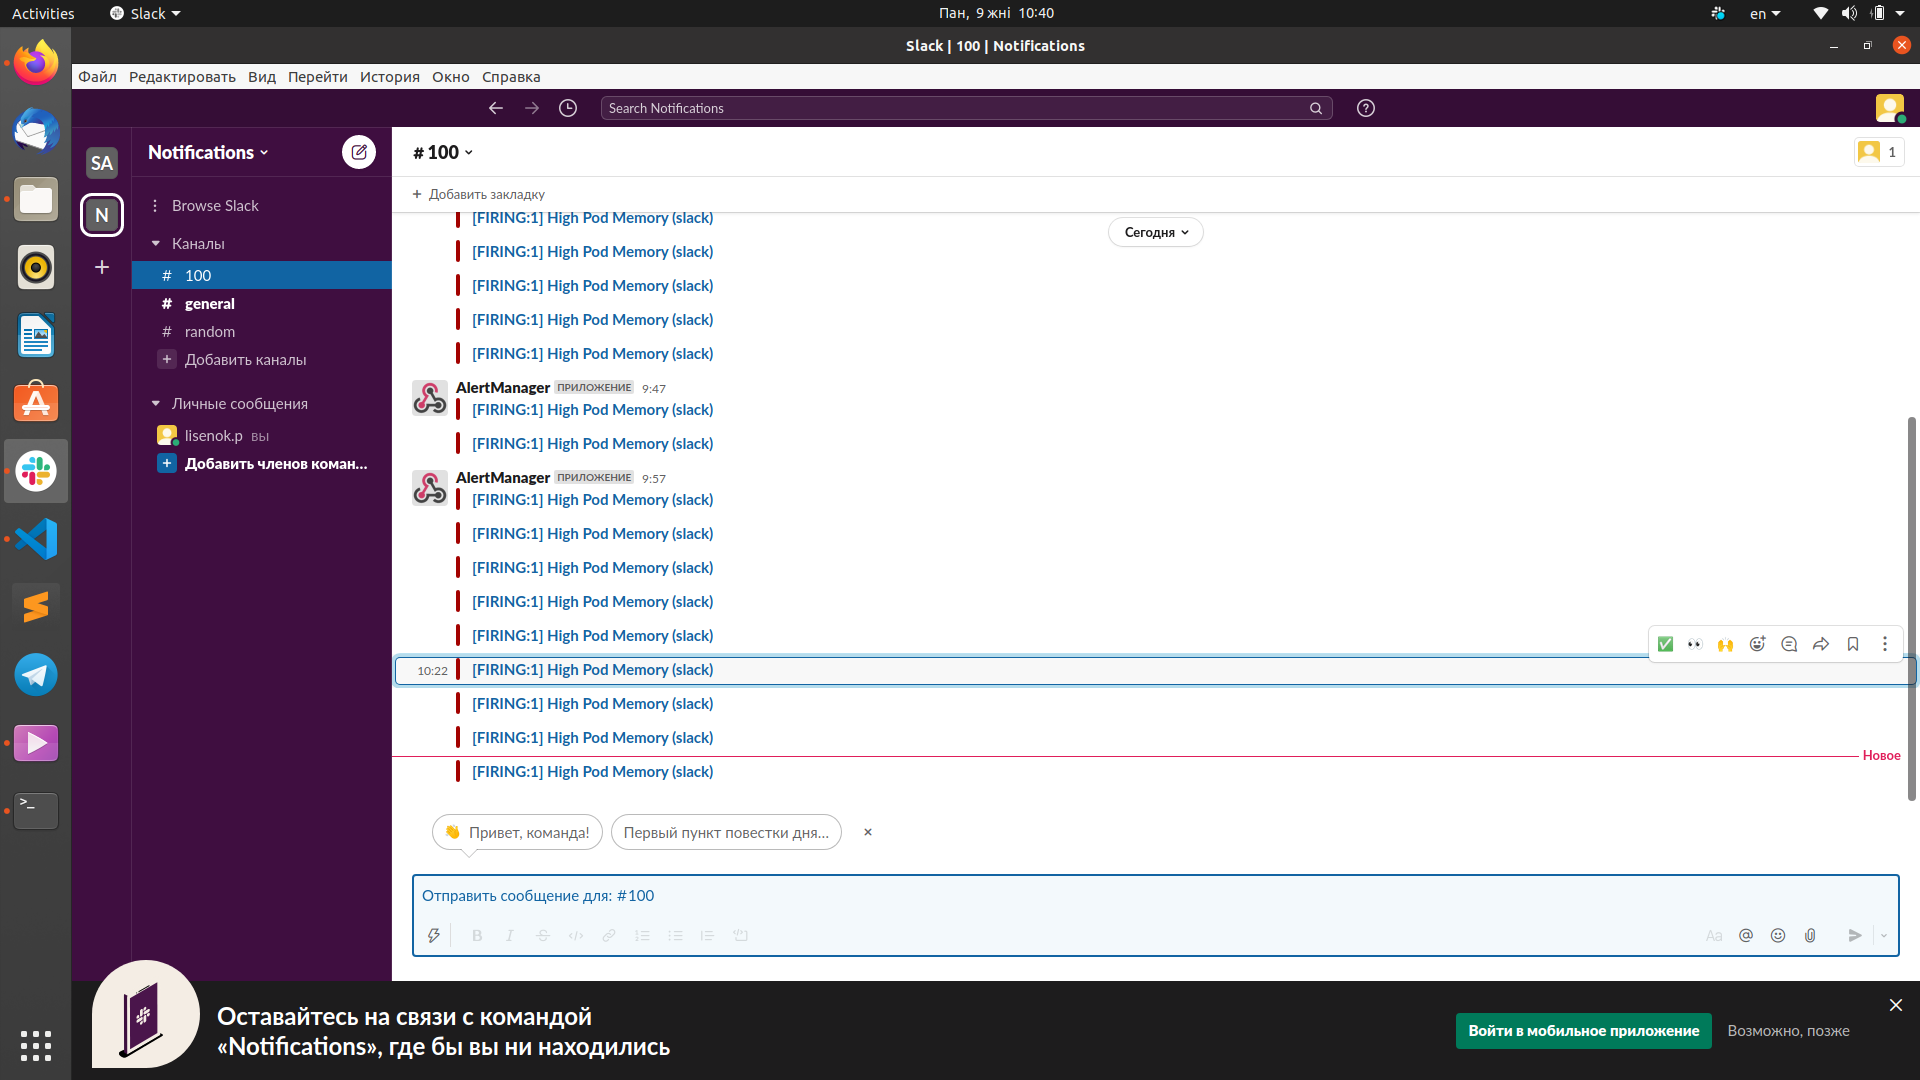 Activities
Slack
Пан, 9 жні 10:40
en
Slack | 100 | Notifications
Файл Редактировать Вид Перейти История Окно Справка
Search Notifications
SA
N
Notifications
Browse Slack
Каналы
# 100
# general
# random
+ Добавить каналы
Личные сообщения
lisenok.p вы
+ Добавить членов коман...
# 100
1
+ Добавить закладку
Сегодня
[FIRING:1] High Pod Memory (slack)
[FIRING:1] High Pod Memory (slack)
[FIRING:1] High Pod Memory (slack)
[FIRING:1] High Pod Memory (slack)
[FIRING:1] High Pod Memory (slack)
AlertManager ПРИЛОЖЕНИЕ 9:47
[FIRING:1] High Pod Memory (slack)
[FIRING:1] High Pod Memory (slack)
AlertManager ПРИЛОЖЕНИЕ 9:57
[FIRING:1] High Pod Memory (slack)
[FIRING:1] High Pod Memory (slack)
[FIRING:1] High Pod Memory (slack)
[FIRING:1] High Pod Memory (slack)
[FIRING:1] High Pod Memory (slack)
10:22 [FIRING:1] High Pod Memory (slack)
[FIRING:1] High Pod Memory (slack)
[FIRING:1] High Pod Memory (slack)
Новое
[FIRING:1] High Pod Memory (slack)
👋 Привет, команда!
Первый пункт повестки дня...
Отправить сообщение для: #100
B I S
Aa @
Оставайтесь на связи с командой
«Notifications», где бы вы ни находились
Войти в мобильное приложение
Возможно, позже